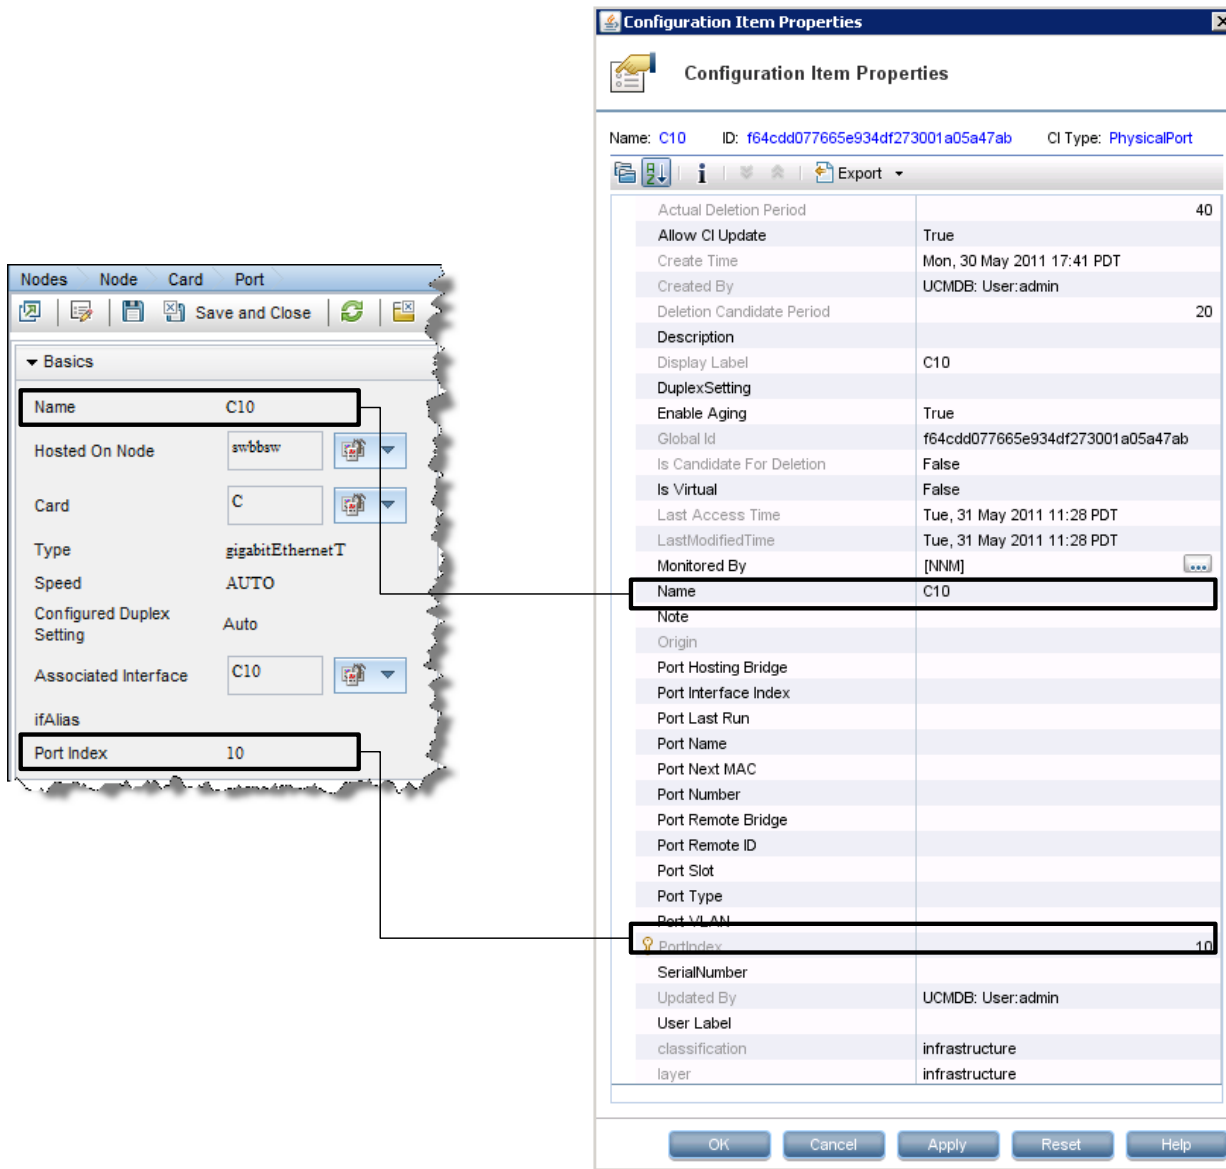 Configuration Item Properties
Configuration Item Properties
Name: C10 ID: f64cdd077665e934df273001a05a47ab CI Type: PhysicalPort
Export
Actual Deletion Period 40
Allow CI Update True
Create Time Mon, 30 May 2011 17:41 PDT
Created By UCMDB: User:admin
Deletion Candidate Period 20
Description
Display Label C10
DuplexSetting
Enable Aging True
Global Id f64cdd077665e934df273001a05a47ab
Is Candidate For Deletion False
Is Virtual False
Last Access Time Tue, 31 May 2011 11:28 PDT
LastModifiedTime Tue, 31 May 2011 11:28 PDT
Monitored By [NNM] ...
Name C10
Note
Origin
Port Hosting Bridge
Port Interface Index
Port Last Run
Port Name
Port Next MAC
Port Number
Port Remote Bridge
Port Remote ID
Port Slot
Port Type
Port VLAN
PortIndex 10
SerialNumber
Updated By UCMDB: User:admin
User Label
classification infrastructure
layer infrastructure
OK Cancel Apply Reset Help
Nodes Node Card Port
Save and Close
Basics
Name C10
Hosted On Node swbbsw
Card C
Type gigabitEthernetT
Speed AUTO
Configured Duplex
Setting Auto
Associated Interface C10
ifAlias
Port Index 10